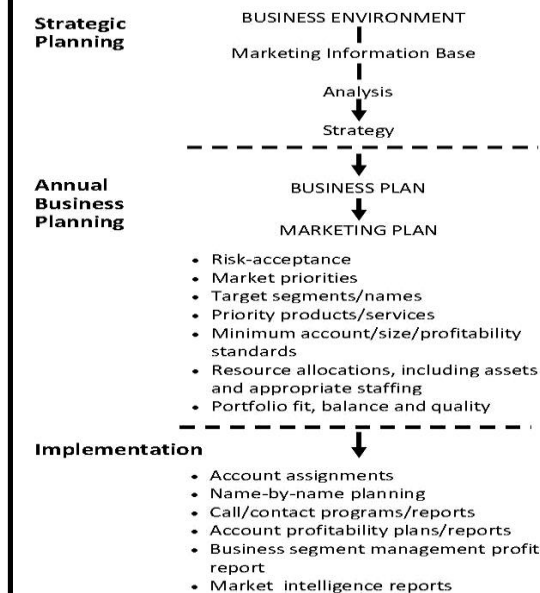 Strategic
Planning
BUSINESS ENVIRONMENT
Marketing Information Base
Analysis
Strategy
Annual
Business
Planning
BUSINESS PLAN
MARKETING PLAN
• Risk-acceptance
• Market priorities
• Target segments/names
• Priority products/services
• Minimum account/size/profitability
standards
• Resource allocations, including assets
and appropriate staffing
• Portfolio fit, balance and quality
Implementation
• Account assignments
• Name-by-name planning
• Call/contact programs/reports
• Account profitability plans/reports
• Business segment management profit
report
• Market intelligence reports